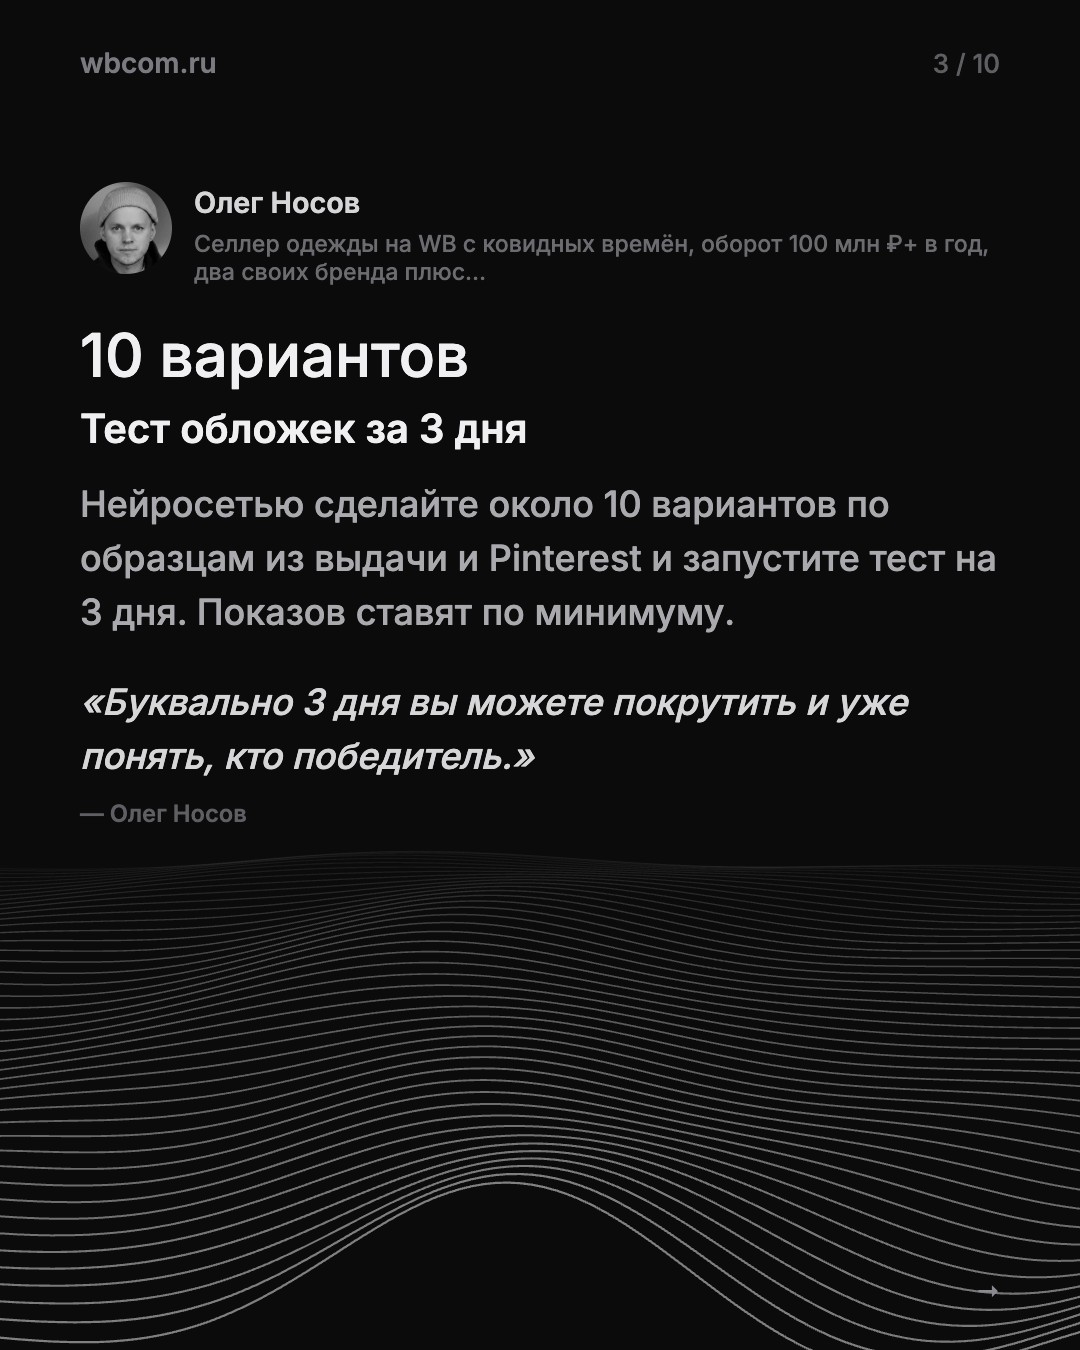 wbcom.ru
3 / 10
Олег Носов
Селлер одежды на WB с ковидных времён, оборот 100 млн ₽+ в год,
два своих бренда плюс...
10 вариантов
Тест обложек за 3 дня
Нейросетью сделайте около 10 вариантов по
образцам из выдачи и Pinterest и запустите тест на
3 дня. Показов ставят по минимуму.
«Буквально 3 дня вы можете покрутить и уже
понять, кто победитель.»
— Олег Носов